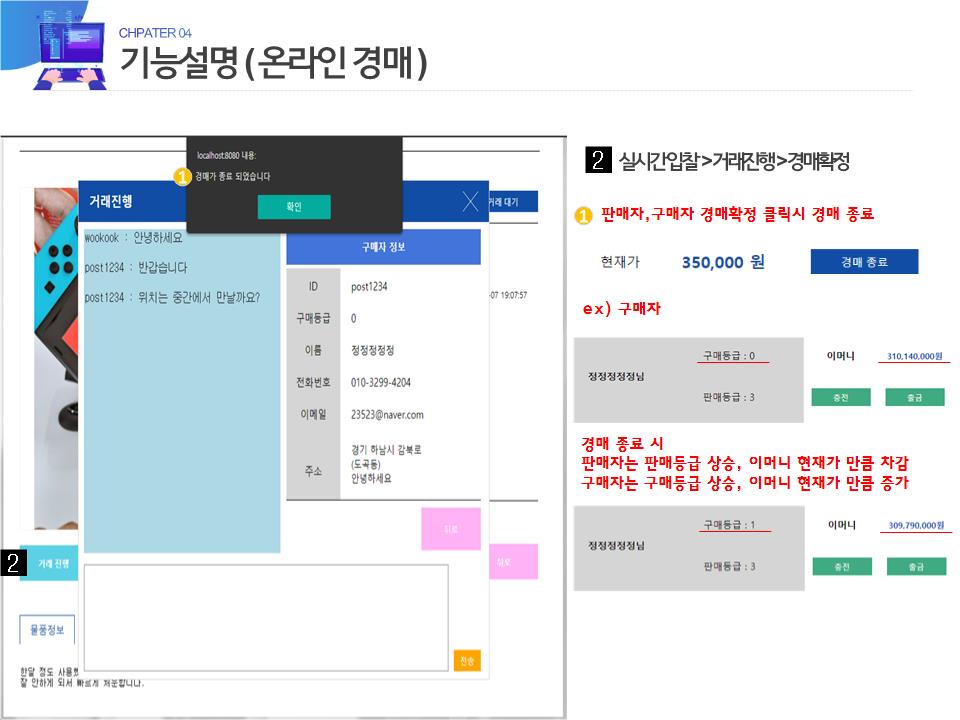 CHPATER 04
기능설명 ( 온라인 경매 )
localhost:8080 내용:
1 경매가 종료 되었습니다
확인
거래진행
거래 대기
wookook : 안녕하세요
post1234 : 반갑습니다
post1234 : 위치는 중간에서 만날까요?
구매자 정보
ID post1234
구매등급 0
이름 정정정정정
전화번호 010-3299-4204
이메일 23523@naver.com
주소 경기 하남시 감북로
(도곡동)
안녕하세요
-07 19:07:57
뒤로
뒤로
2 거래 진행
물품정보
전송
한달 정도 사용했
잘 안하게 되서 빠르게 처분합니다.
2 실시간입찰 > 거래진행 > 경매확정
1 판매자,구매자 경매확정 클릭시 경매 종료
현재가 350,000 원 경매 종료
ex) 구매자
정정정정정님
구매등급 : 0
판매등급 : 3
이머니 310,140,000원
충전 출금
경매 종료 시
판매자는 판매등급 상승, 이머니 현재가 만큼 차감
구매자는 구매등급 상승, 이머니 현재가 만큼 증가
정정정정정님
구매등급 : 1
판매등급 : 3
이머니 309,790,000원
충전 출금